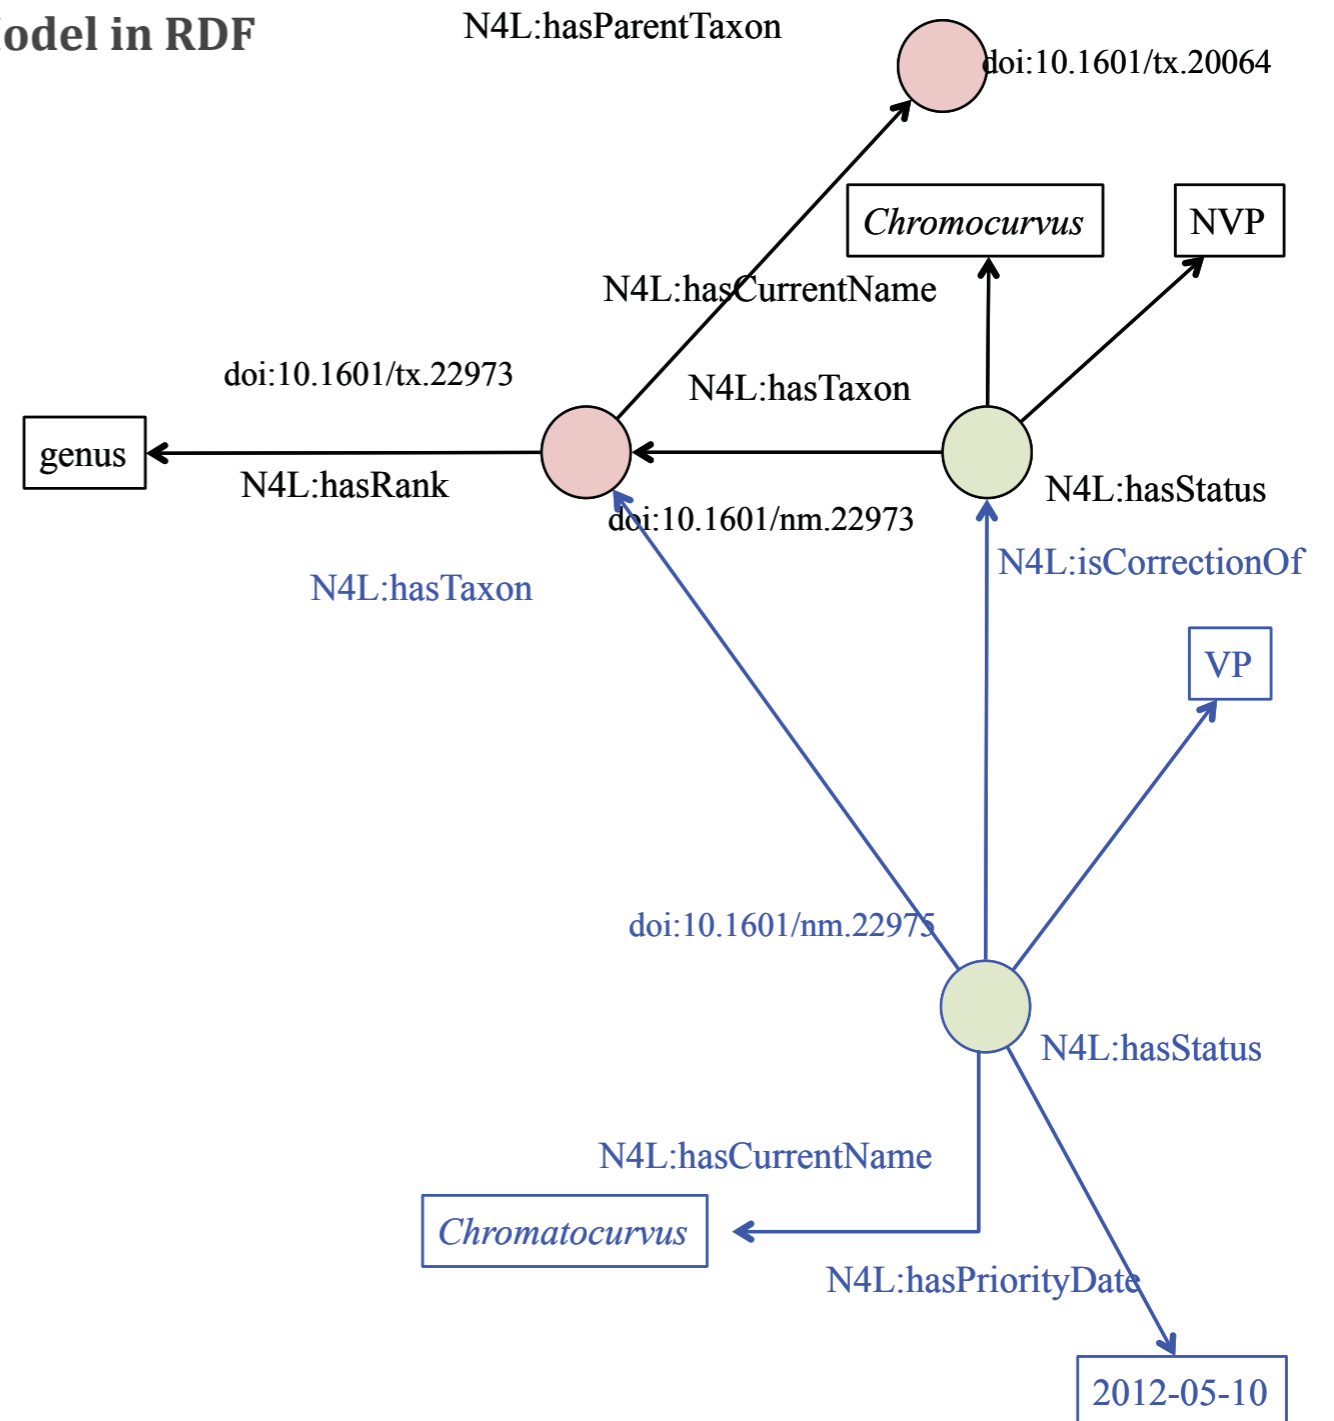 odel in RDF
N4L:hasParentTaxon
doi:10.1601/tx.20064
Chromocurvus
NVP
N4L:hasCurrentName
doi:10.1601/tx.22973
N4L:hasTaxon
genus
N4L:hasRank
N4L:hasStatus
doi:10.1601/nm.22973
N4L:isCorrectionOf
N4L:hasTaxon
VP
doi:10.1601/nm.22975
N4L:hasStatus
N4L:hasCurrentName
Chromatocurvus
N4L:hasPriorityDate
2012-05-10